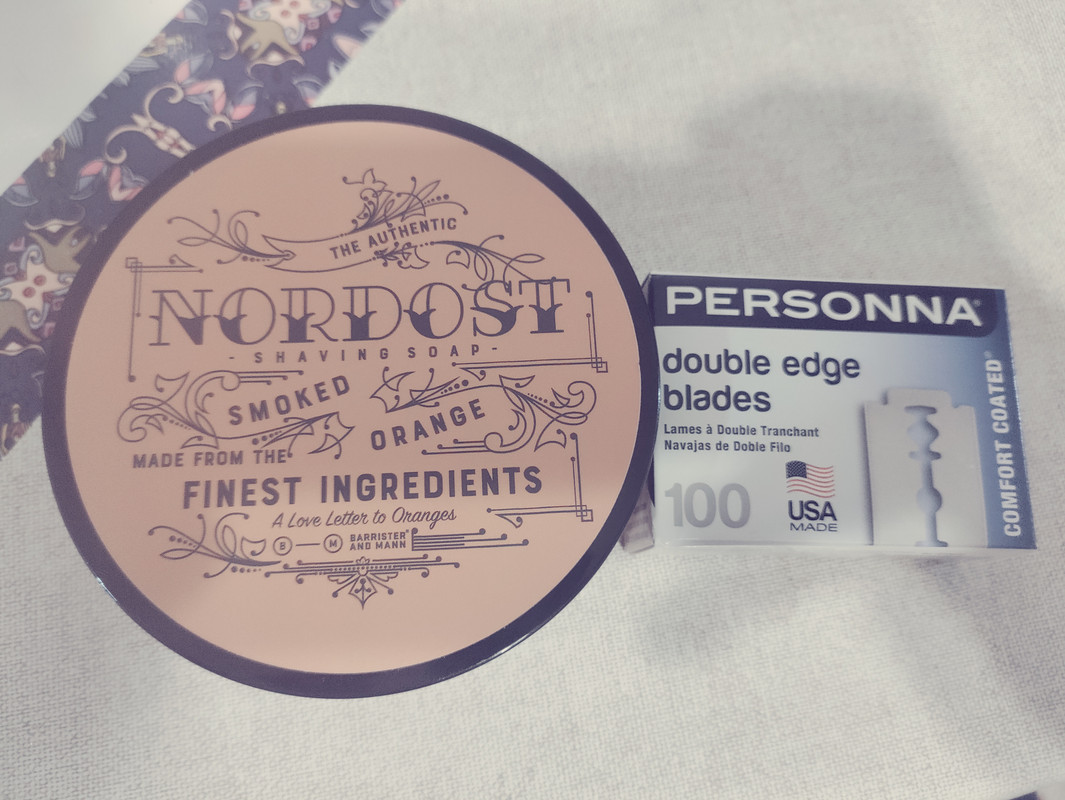 THE AUTHENTIC
NORDOST
- SHAVING SOAP -
SMOKED
ORANGE
MADE FROM THE
FINEST INGREDIENTS
A Love Letter to Oranges
B M BARRISTER
AND MANN
PERSONNA®
double edge
blades
Lames à Double Tranchant
Navajas de Doble Filo
100
USA
MADE
COMFORT COATED®